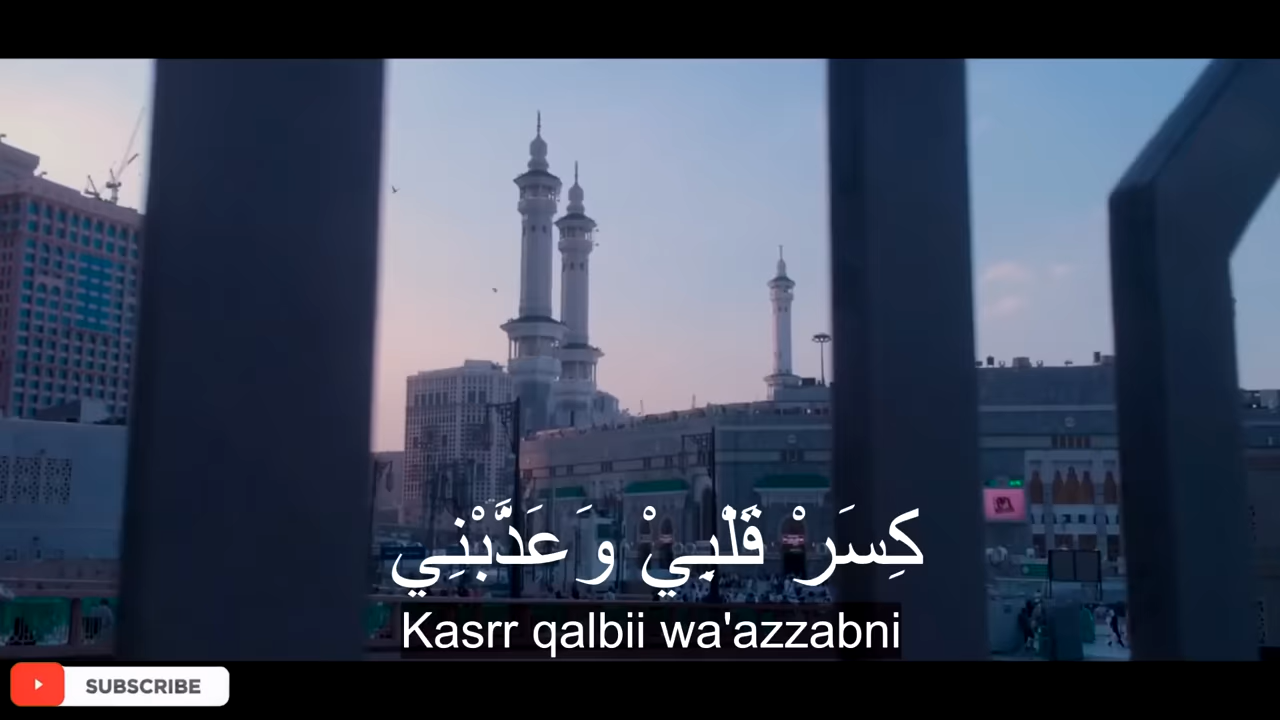 كِسَرْ قَلْبِيْ وَ عَدَّبْنِي
Kasrr qalbii wa'azzabni
SUBSCRIBE